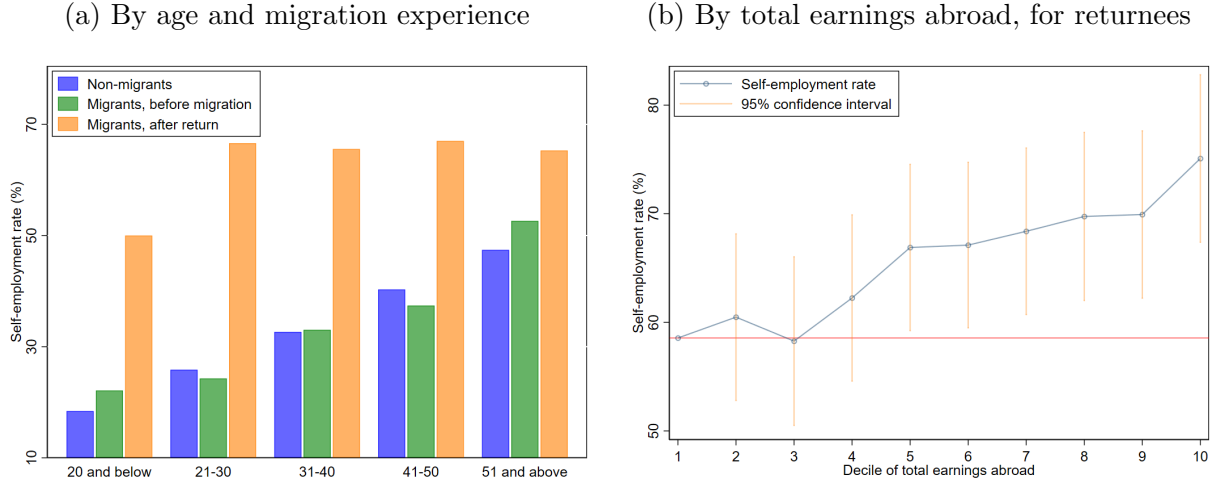 (a) By age and migration experience
Non-migrants
Migrants, before migration
Migrants, after return
Self-employment rate (%)
70
50
30
10
20 and below
21-30
31-40
41-50
51 and above
(b) By total earnings abroad, for returnees
Self-employment rate
95% confidence interval
Self-employment rate (%)
80
70
60
50
1 2 3 4 5 6 7 8 9 10
Decile of total earnings abroad